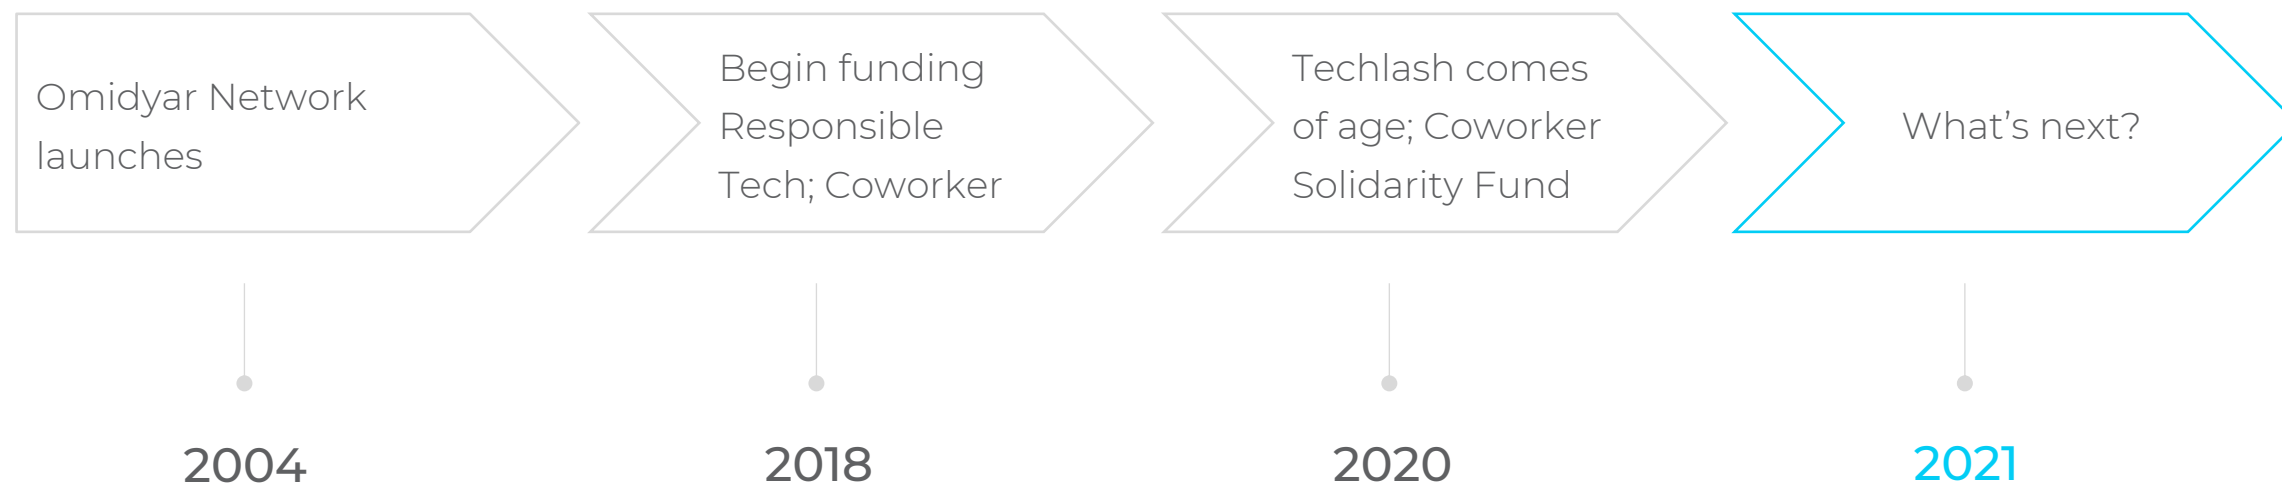 Omidyar Network
launches
Begin funding
Responsible
Tech; Coworker
Techlash comes
of age; Coworker
Solidarity Fund
What’s next?
2004
2018
2020
2021